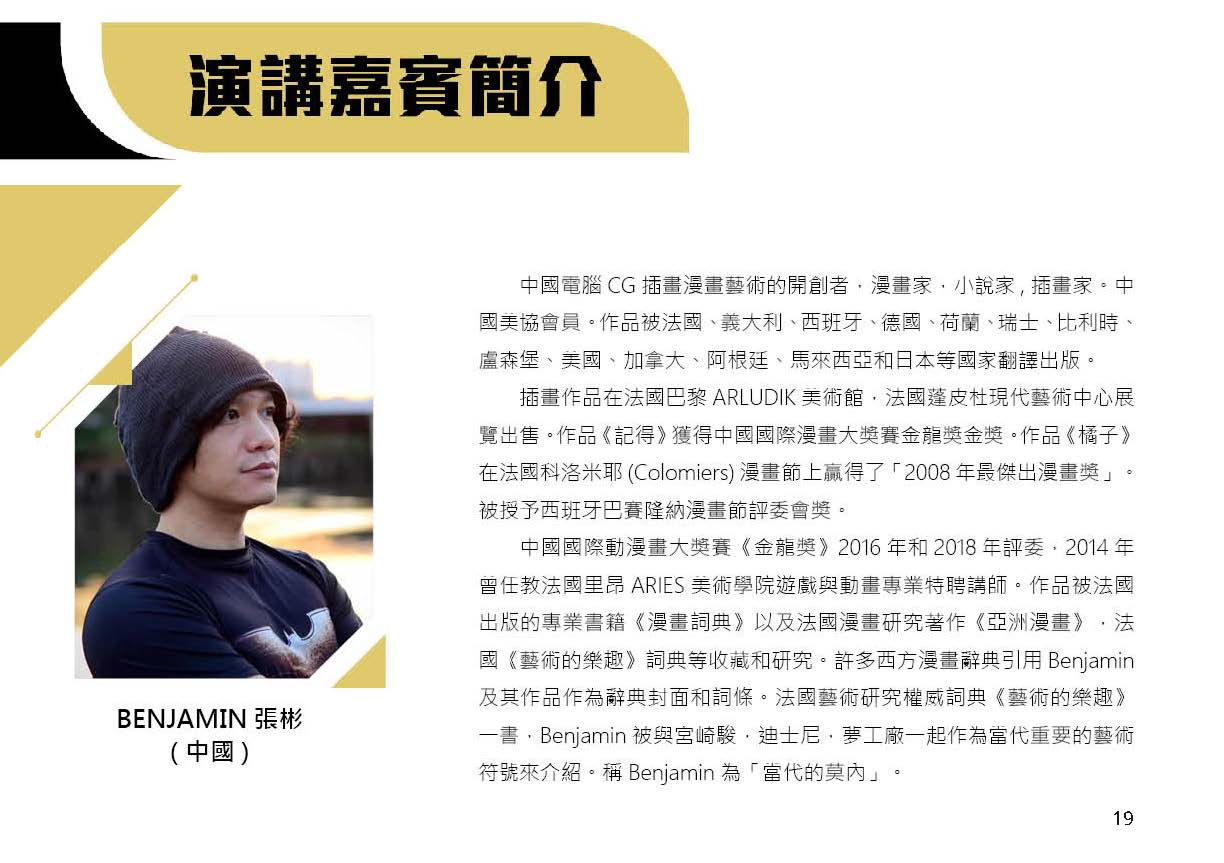 演講嘉賓簡介
中國電腦 CG 插畫漫畫藝術的開創者，漫畫家，小說家 , 插畫家。中
國美協會員。作品被法國、義大利、西班牙、德國、荷蘭、瑞士、比利時、
盧森堡、美國、加拿大、阿根廷、馬來西亞和日本等國家翻譯出版。
插畫作品在法國巴黎 ARLUDIK 美術館，法國蓬皮杜現代藝術中心展
覽出售。作品《記得》獲得中國國際漫畫大獎賽金龍獎金獎。作品《橘子》
在法國科洛米耶 (Colomiers) 漫畫節上贏得了「2008 年最傑出漫畫獎」。
被授予西班牙巴賽隆納漫畫節評委會獎。
中國國際動漫畫大獎賽《金龍獎》2016 年和 2018 年評委，2014 年
曾任教法國里昂 ARIES 美術學院遊戲與動畫專業特聘講師。作品被法國
出版的專業書籍《漫畫詞典》以及法國漫畫研究著作《亞洲漫畫》，法
國《藝術的樂趣》詞典等收藏和研究。許多西方漫畫辭典引用 Benjamin
及其作品作為辭典封面和詞條。法國藝術研究權威詞典《藝術的樂趣》
一書，Benjamin 被與宮崎駿，迪士尼，夢工廠一起作為當代重要的藝術
符號來介紹。稱 Benjamin 為「當代的莫內」。
BENJAMIN 張彬
( 中國 )
19